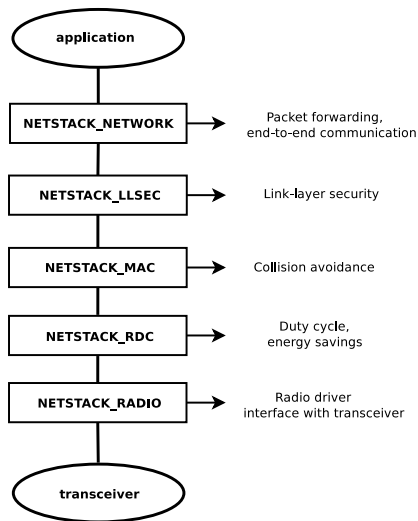 application
NETSTACK_NETWORK
Packet forwarding,
end-to-end communication
NETSTACK_LLSEC
Link-layer security
NETSTACK_MAC
Collision avoidance
NETSTACK_RDC
Duty cycle,
energy savings
NETSTACK_RADIO
Radio driver
interface with transceiver
transceiver